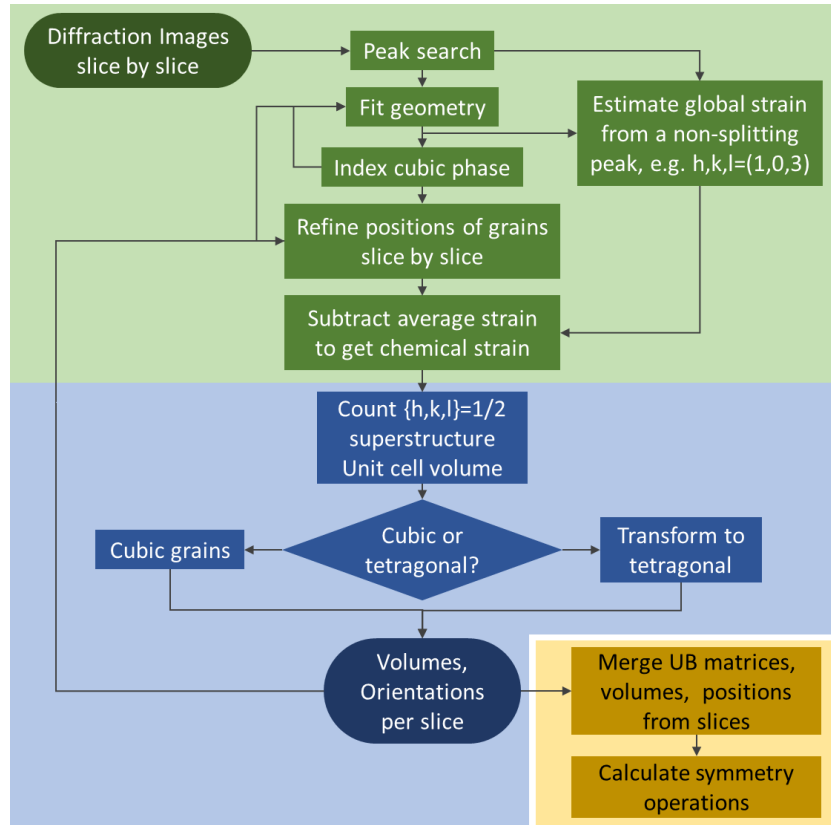 Diffraction Images
slice by slice
Peak search
Fit geometry
Estimate global strain
from a non-splitting
peak, e.g. h,k,l=(1,0,3)
Index cubic phase
Refine positions of grains
slice by slice
Subtract average strain
to get chemical strain
Count {h,k,l}=1/2
superstructure
Unit cell volume
Cubic or
tetragonal?
Cubic grains
Transform to
tetragonal
Volumes,
Orientations
per slice
Merge UB matrices,
volumes, positions
from slices
Calculate symmetry
operations